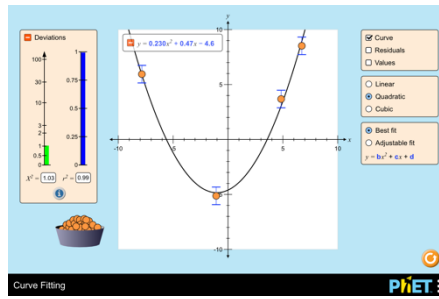 Deviations
100
30
10
3
2
1
0.5
0
1
0.75
0.5
0.25
0
X² = 1.03
r² = 0.99
i
y = 0.230x² + 0.47x − 4.6
y
10
5
-10
-5
5
10
x
-10
Curve
Residuals
Values
Linear
Quadratic
Cubic
Best fit
Adjustable fit
y = bx² + cx + d
Curve Fitting
PhET